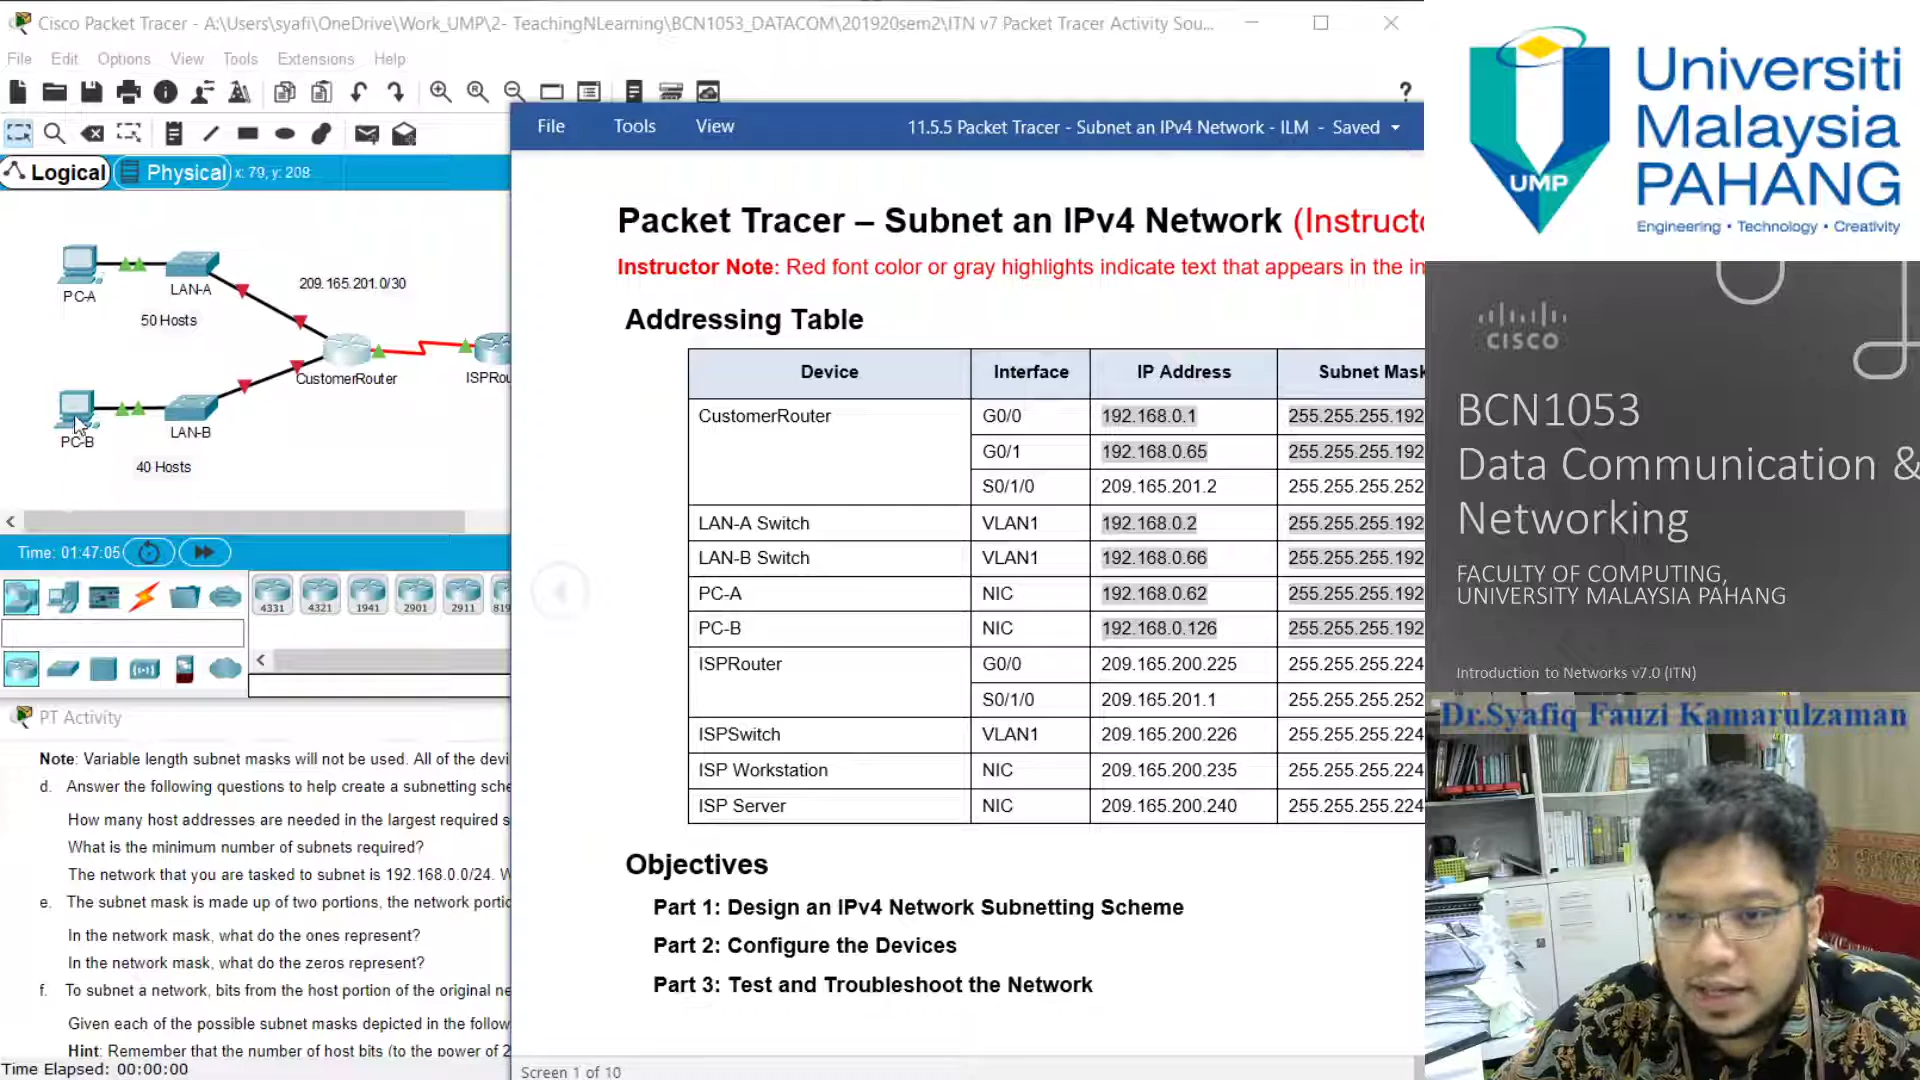 Cisco Packet Tracer - A:\Users\syafi\OneDrive\Work_UMP\2- TeachingNLearning\BCN1053_DATACOM\201920sem2\ITN v7 Packet Tracer Activity Sou...
File Edit Options View Tools Extensions Help
Logical
Physical
x: 79, y: 208
PC-A
LAN-A
50 Hosts
209.165.201.0/30
CustomerRouter
ISPRou
PC-B
LAN-B
40 Hosts
Time: 01:47:05
4331 4321 1941 2901 2911 819
PT Activity
Note: Variable length subnet masks will not be used. All of the devi
d. Answer the following questions to help create a subnetting sche
How many host addresses are needed in the largest required s
What is the minimum number of subnets required?
The network that you are tasked to subnet is 192.168.0.0/24. W
e. The subnet mask is made up of two portions, the network portic
In the network mask, what do the ones represent?
In the network mask, what do the zeros represent?
f. To subnet a network, bits from the host portion of the original ne
Given each of the possible subnet masks depicted in the follow
Hint: Remember that the number of host bits (to the power of 2
Time Elapsed: 00:00:00
File Tools View
11.5.5 Packet Tracer - Subnet an IPv4 Network - ILM - Saved
Packet Tracer – Subnet an IPv4 Network (Instructo
Instructor Note: Red font color or gray highlights indicate text that appears in the in
Addressing Table
Device Interface IP Address Subnet Mask
CustomerRouter G0/0 192.168.0.1 255.255.255.192
G0/1 192.168.0.65 255.255.255.192
S0/1/0 209.165.201.2 255.255.255.252
LAN-A Switch VLAN1 192.168.0.2 255.255.255.192
LAN-B Switch VLAN1 192.168.0.66 255.255.255.192
PC-A NIC 192.168.0.62 255.255.255.192
PC-B NIC 192.168.0.126 255.255.255.192
ISPRouter G0/0 209.165.200.225 255.255.255.224
S0/1/0 209.165.201.1 255.255.255.252
ISPSwitch VLAN1 209.165.200.226 255.255.255.224
ISP Workstation NIC 209.165.200.235 255.255.255.224
ISP Server NIC 209.165.200.240 255.255.255.224
Objectives
Part 1: Design an IPv4 Network Subnetting Scheme
Part 2: Configure the Devices
Part 3: Test and Troubleshoot the Network
Screen 1 of 10
UMP
Universiti
Malaysia
PAHANG
Engineering • Technology • Creativity
CISCO
BCN1053
Data Communication &
Networking
FACULTY OF COMPUTING,
UNIVERSITY MALAYSIA PAHANG
Introduction to Networks v7.0 (ITN)
Dr.Syafiq Fauzi Kamarulzaman